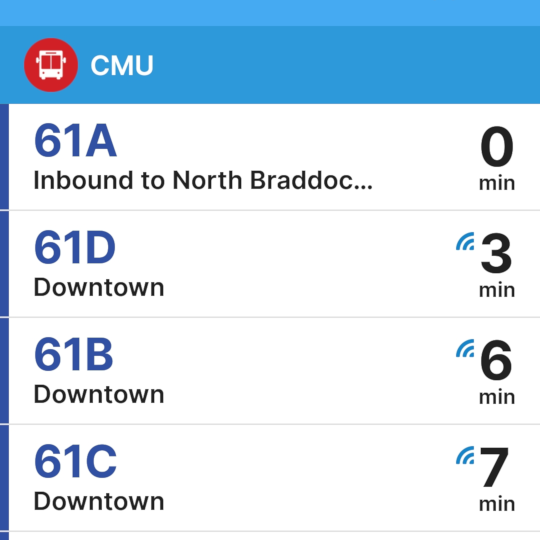 CMU
61A
0
Inbound to North Braddoc...
min
61D
3
Downtown
min
61B
6
Downtown
min
61C
7
Downtown
min